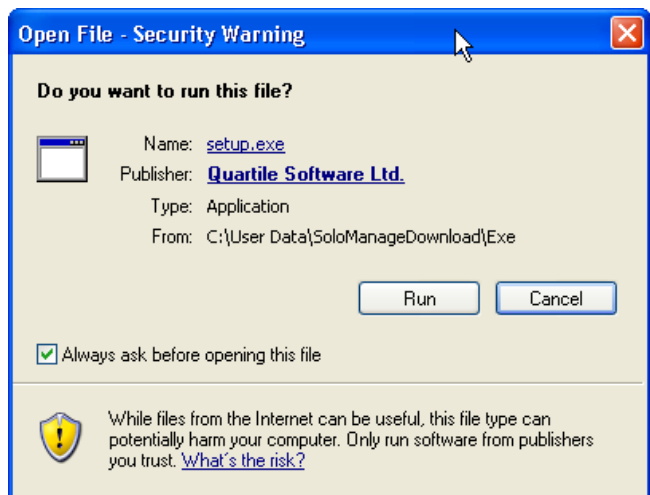 Open File - Security Warning
Do you want to run this file?
Name: setup.exe
Publisher: Quartile Software Ltd.
Type: Application
From: C:\User Data\SoloManageDownload\Exe
Run Cancel
Always ask before opening this file
While files from the Internet can be useful, this file type can
potentially harm your computer. Only run software from publishers
you trust. What's the risk?